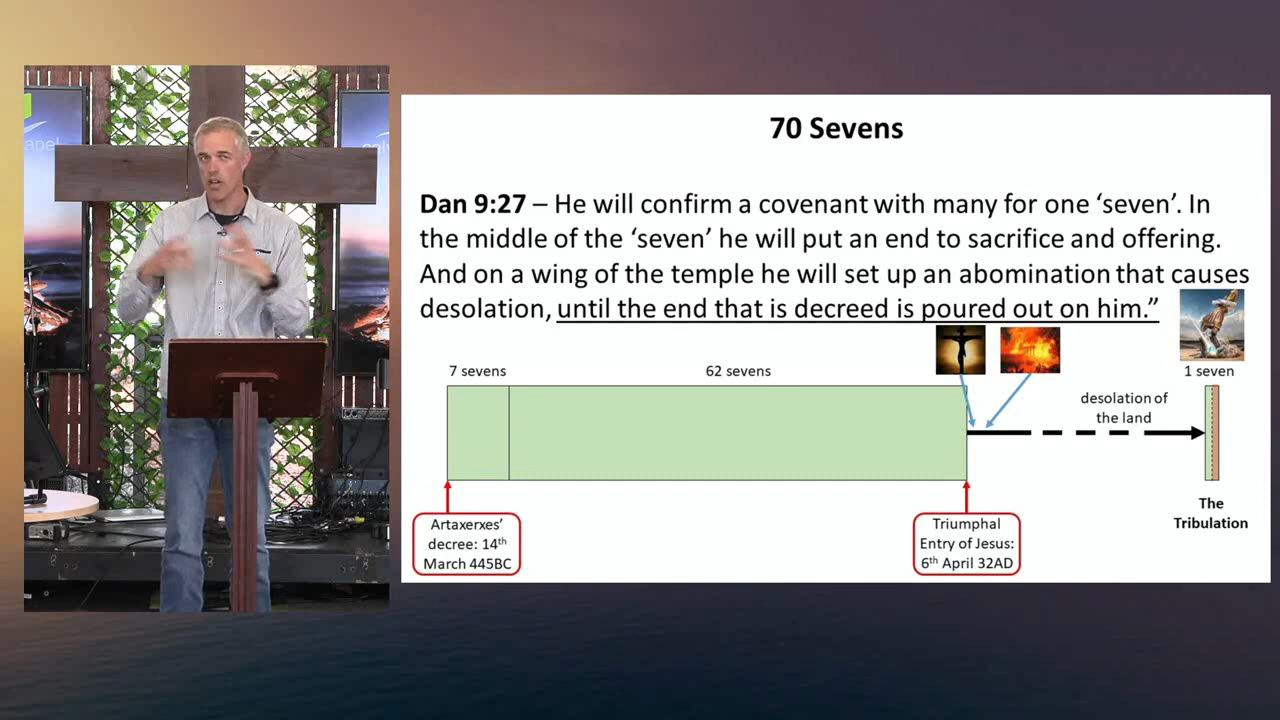 70 Sevens
Dan 9:27 – He will confirm a covenant with many for one ‘seven’. In
the middle of the ‘seven’ he will put an end to sacrifice and offering.
And on a wing of the temple he will set up an abomination that causes
desolation, until the end that is decreed is poured out on him.”
7 sevens
62 sevens
1 seven
desolation of
the land
The
Tribulation
Artaxerxes’
decree: 14th
March 445BC
Triumphal
Entry of Jesus:
6th April 32AD